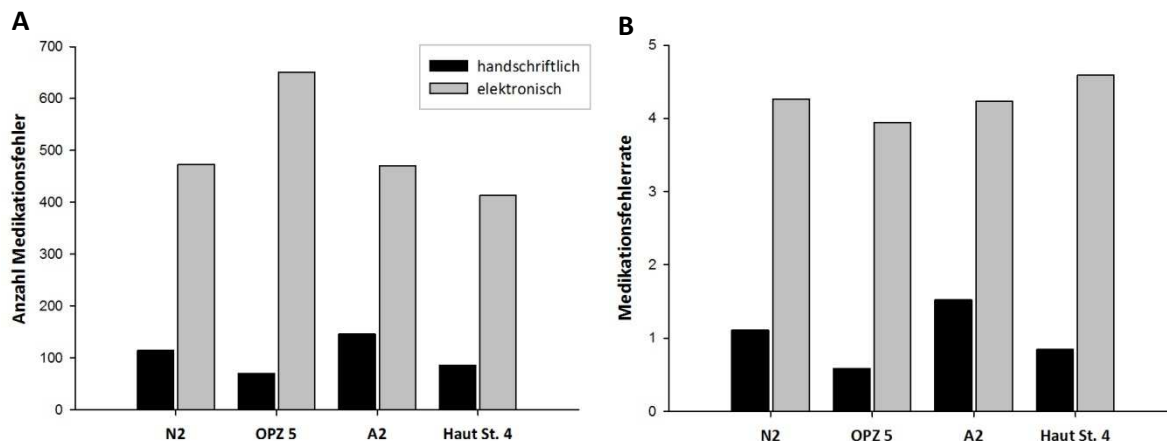 A
Anzahl Medikationsfehler
700
600
500
400
300
200
100
0
handschriftlich
elektronisch
N2
OPZ 5
A2
Haut St. 4
B
Medikationsfehlerrate
5
4
3
2
1
0
N2
OPZ 5
A2
Haut St. 4